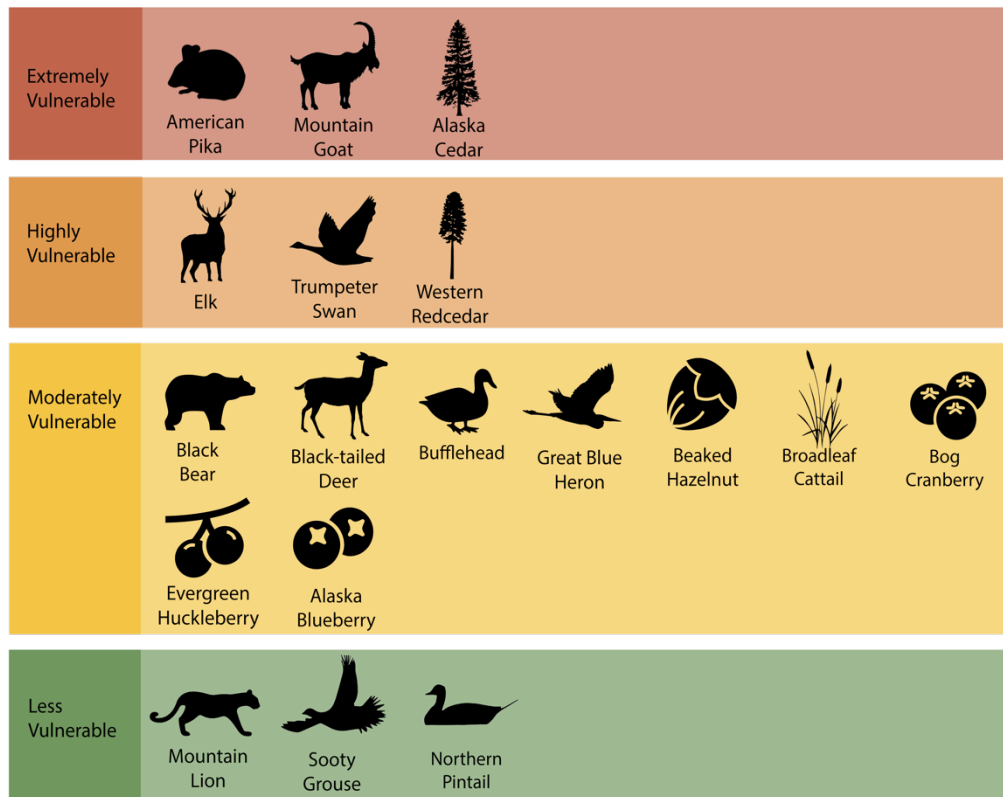 Extremely
Vulnerable
American
Pika
Mountain
Goat
Alaska
Cedar
Highly
Vulnerable
Elk
Trumpeter
Swan
Western
Redcedar
Moderately
Vulnerable
Black
Bear
Black-tailed
Deer
Bufflehead
Great Blue
Heron
Beaked
Hazelnut
Broadleaf
Cattail
Bog
Cranberry
Evergreen
Huckleberry
Alaska
Blueberry
Less
Vulnerable
Mountain
Lion
Sooty
Grouse
Northern
Pintail